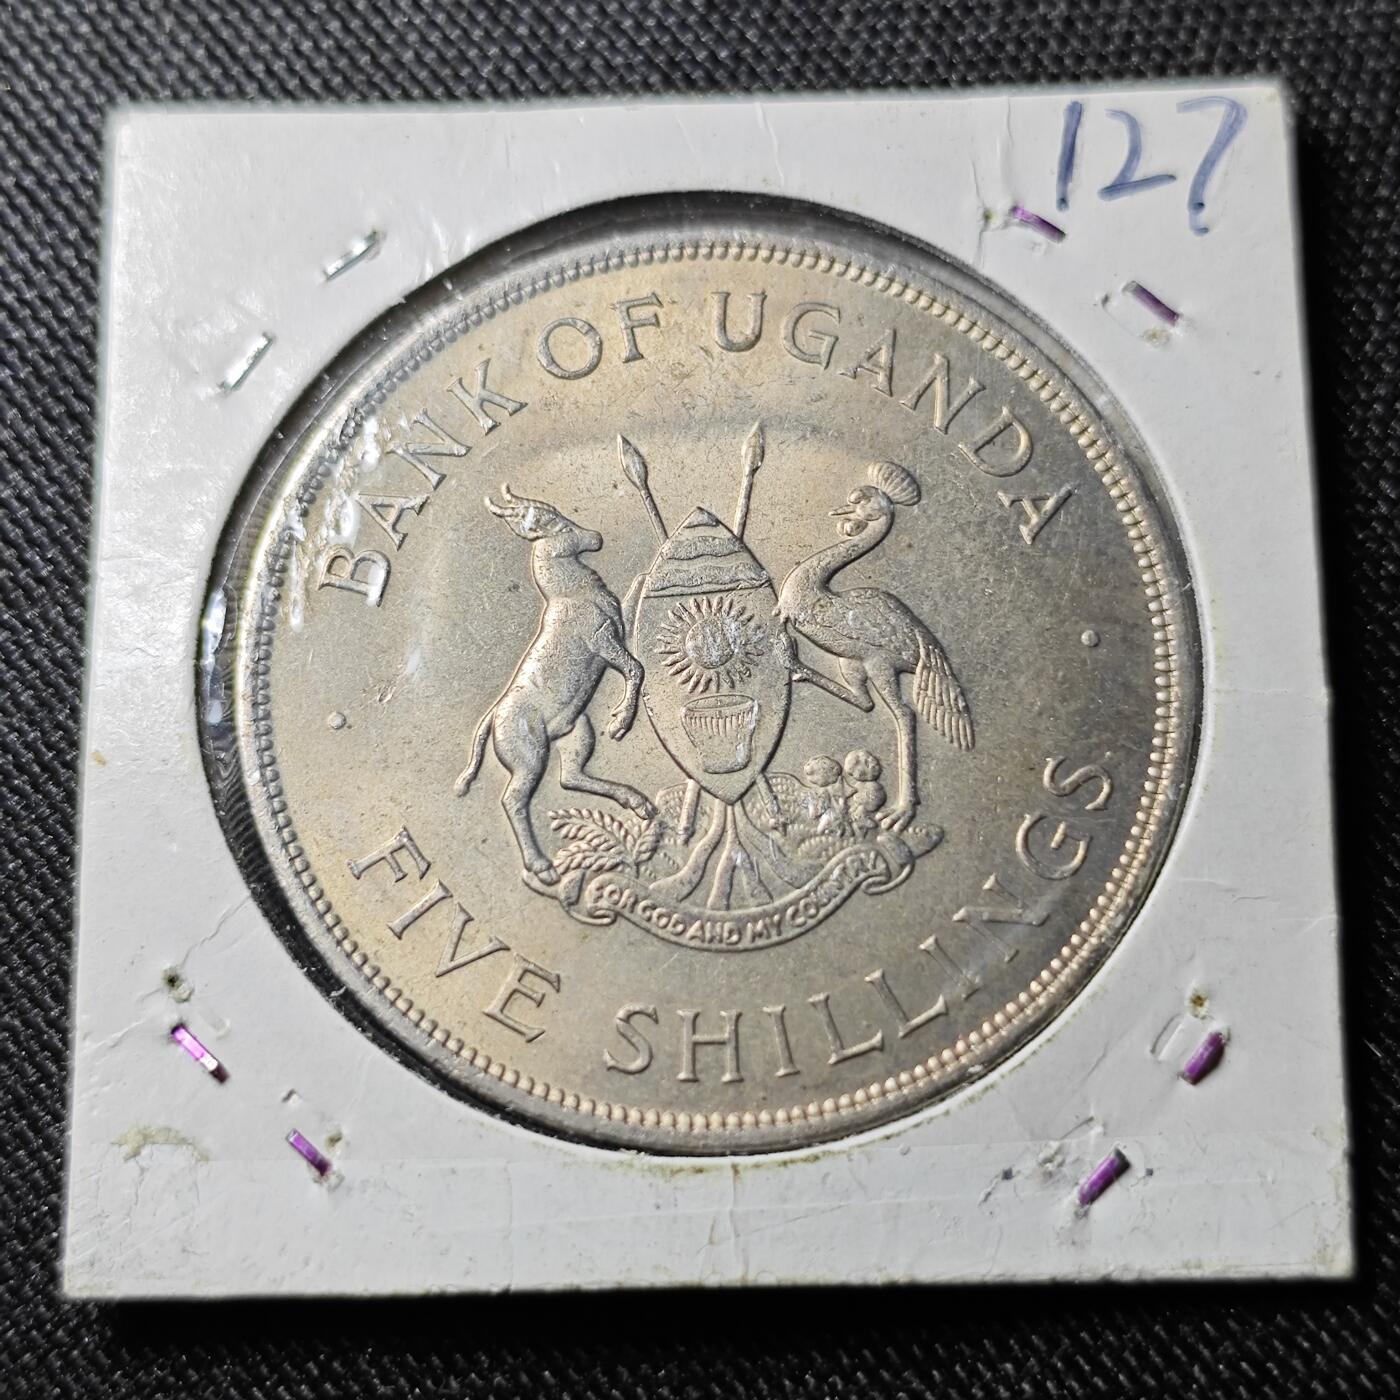 127
BANK OF UGANDA
FOR GOD AND MY COUNTRY
FIVE SHILLINGS